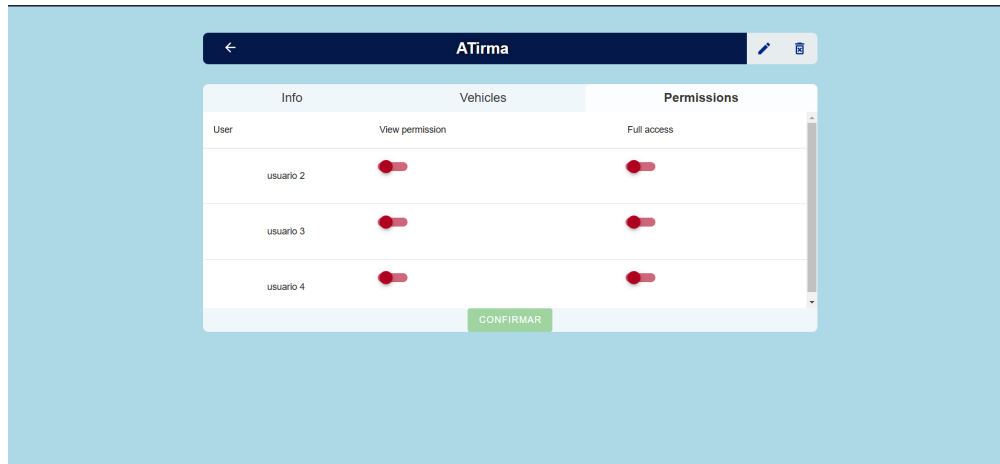 ATirma
Info Vehicles Permissions
User View permission Full access
usuario 2
usuario 3
usuario 4
CONFIRMAR